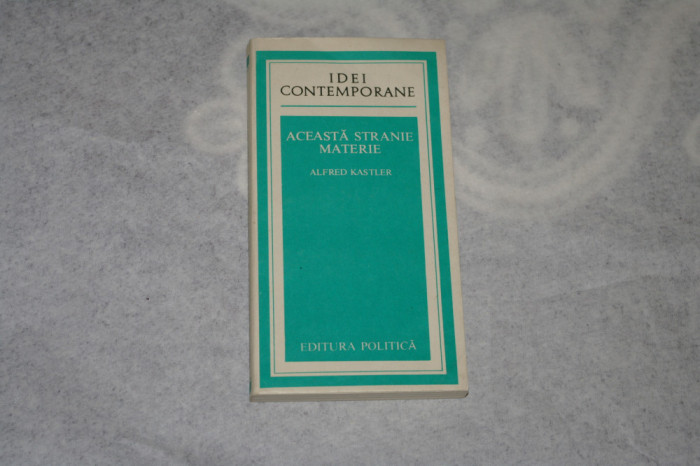 IDEI
CONTEMPORANE
ACEASTĂ STRANIE
MATERIE
ALFRED KASTLER
EDITURA POLITICĂ